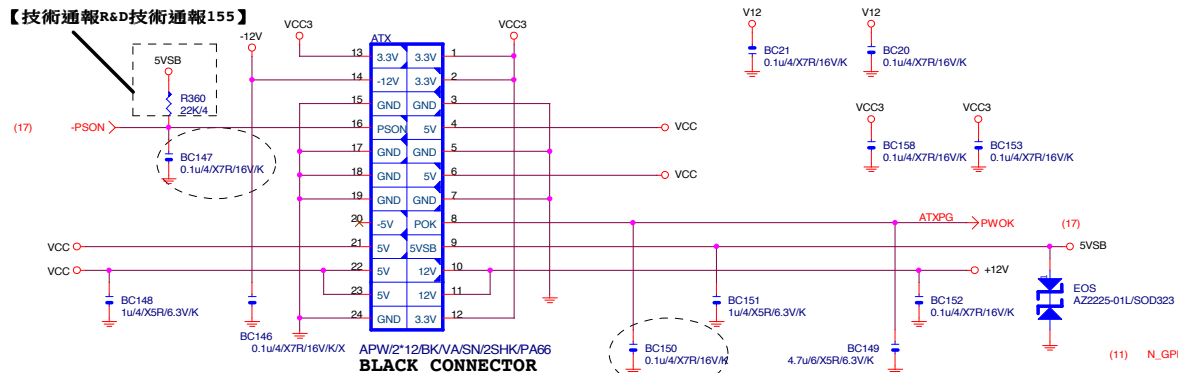 【技術通報R&D技術通報155】
5VSB
R360
22K/4
(17) -PSON
BC147
0.1u/4/X7R/16V/K
-12V
VCC3
VCC3
ATX
13 3.3V 3.3V 1
14 -12V 3.3V 2
15 GND GND 3
16 PSON 5V 4
17 GND GND 5
18 GND 5V 6
19 GND GND 7
20 -5V POK 8
21 5V 5VSB 9
22 5V 12V 10
23 5V 12V 11
24 GND 3.3V 12
APW/2*12/BK/VA/SN/2SHK/PA66
BLACK CONNECTOR
VCC
VCC
VCC
VCC
BC148
1u/4/X5R/6.3V/K
BC146
0.1u/4/X7R/16V/K/X
V12
BC21
0.1u/4/X7R/16V/K
V12
BC20
0.1u/4/X7R/16V/K
VCC3
BC158
0.1u/4/X7R/16V/K
VCC3
BC153
0.1u/4/X7R/16V/K
ATXPG
PWOK (17)
5VSB
+12V
BC151
1u/4/X5R/6.3V/K
BC152
0.1u/4/X7R/16V/K
BC150
0.1u/4/X7R/16V/K
BC149
4.7u/6/X5R/6.3V/K
1
EOS
AZ2225-01L/SOD323
(11) N_GP